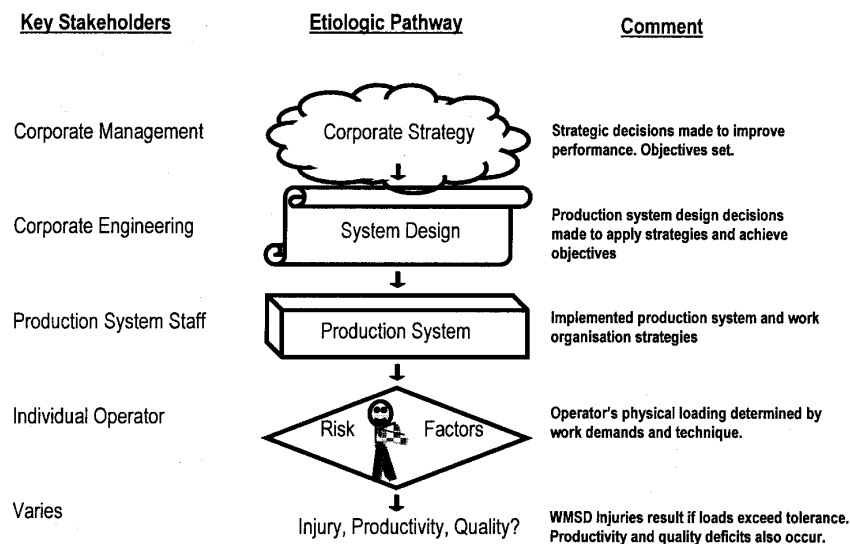 Key Stakeholders Etiologic Pathway Comment
Corporate Management Corporate Strategy Strategic decisions made to improve
performance. Objectives set.
Corporate Engineering System Design Production system design decisions
made to apply strategies and achieve
objectives
Production System Staff Production System Implemented production system and work
organisation strategies
Individual Operator Risk Factors Operator's physical loading determined by
work demands and technique.
Varies Injury, Productivity, Quality? WMSD Injuries result if loads exceed tolerance.
Productivity and quality deficits also occur.